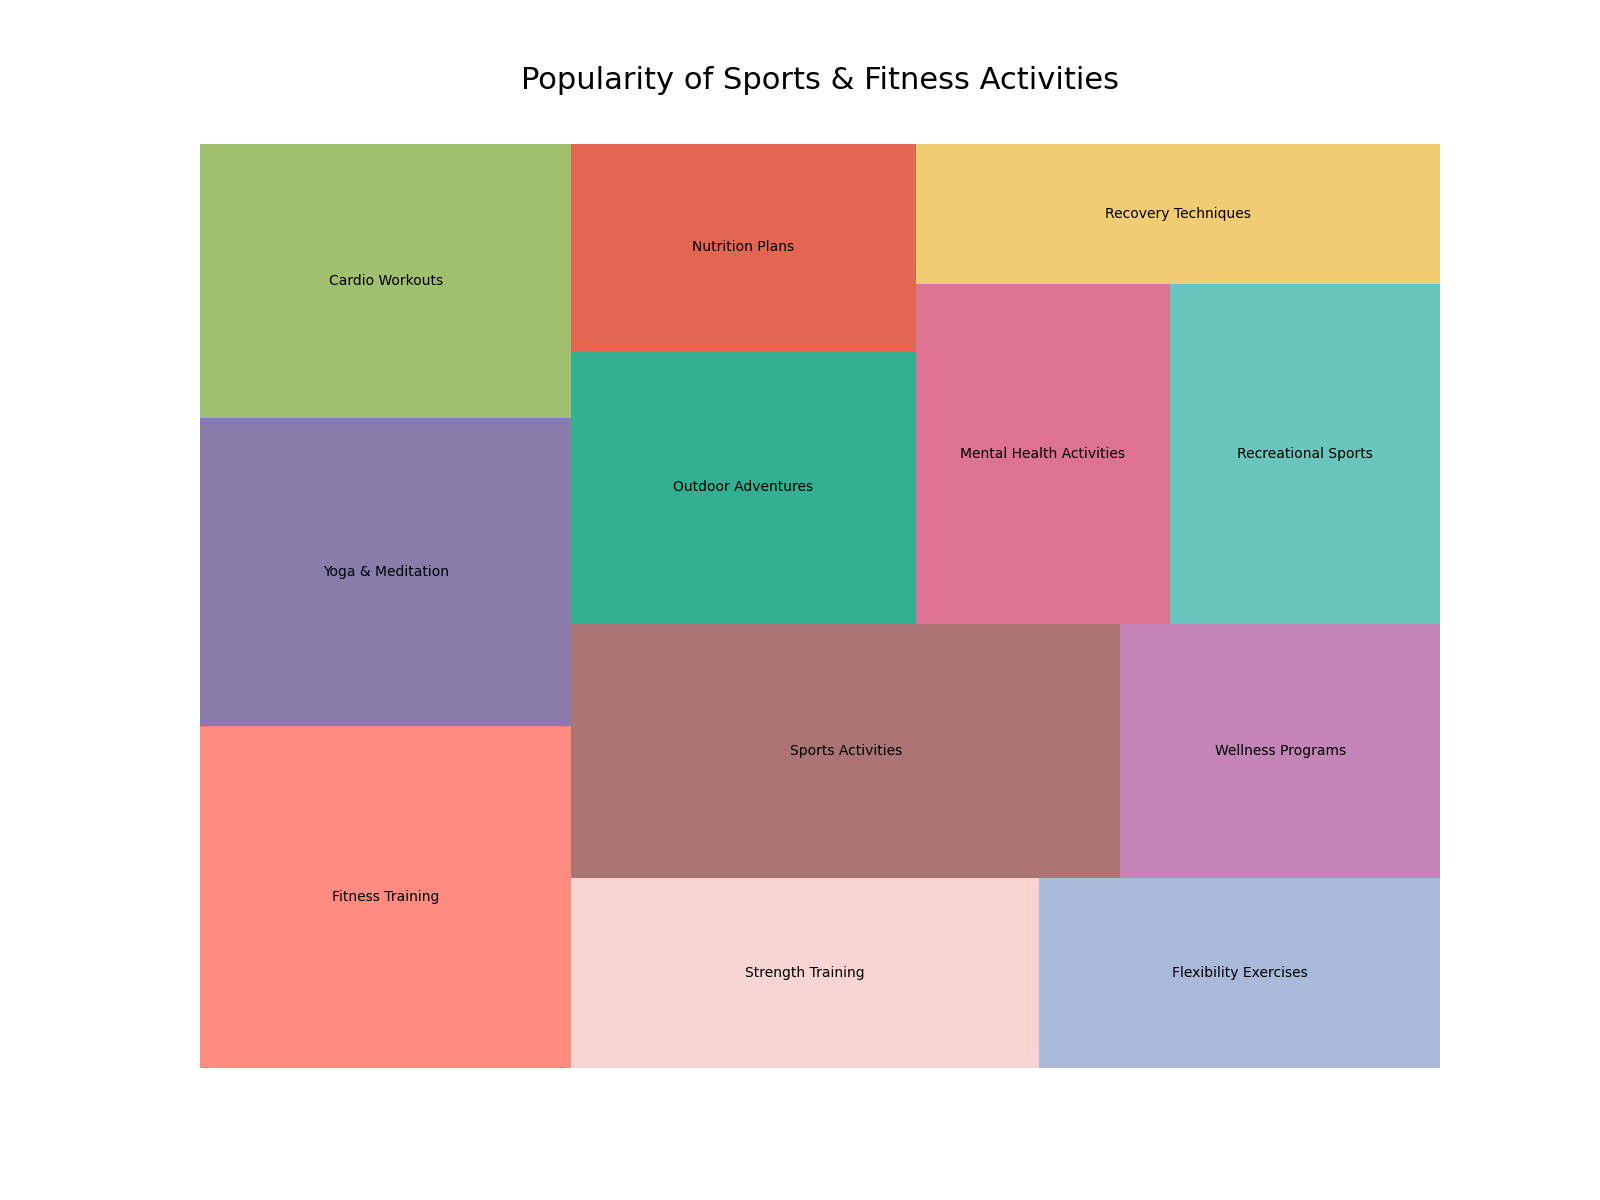 Popularity of Sports & Fitness Activities
Recovery Techniques
Nutrition Plans
Cardio Workouts
Mental Health Activities
Recreational Sports
Outdoor Adventures
Yoga & Meditation
Sports Activities
Wellness Programs
Fitness Training
Strength Training
Flexibility Exercises